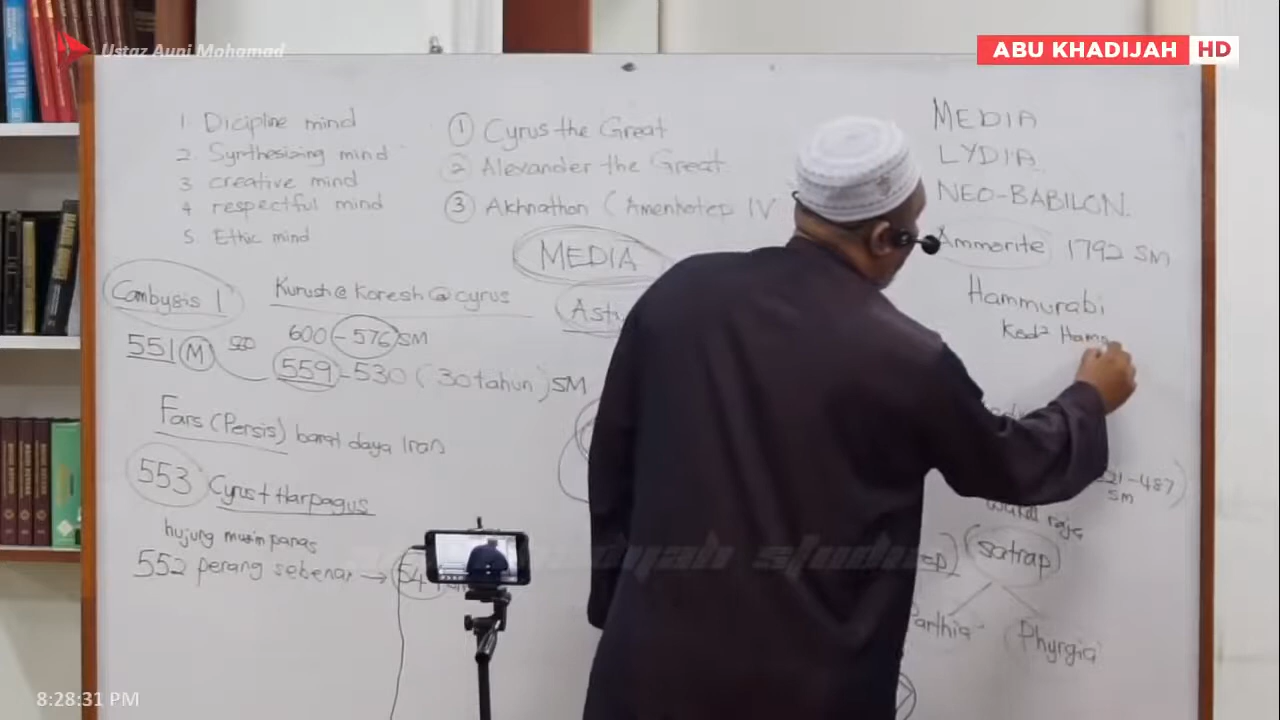 Ustaz Auni Mohamad
ABU KHADIJAH HD
1 Dicipline mind
2. Synthesizing mind
3 creative mind
4 respectful mind
5. Ethic mind
① Cyrus the Great
② Alexander the Great
③ Akhnathon (Amenhotep IV
MEDIA
LYDIA
NEO-BABILON.
Ammorite 1792 SM
Hammurabi
MEDIA
Cambysis 1
Kurush@Koresh@cyrus
600 - 576 SM
551 M
559 - 530 (30 tahun) SM
Fars (Persis) barat daya Iran
553 Cyrus + Harpagus
hujung musim panas
552 perang sebenar →
487
SM
wakil raja
(satrap)
Parthia
Phyrgia
8:28:31 PM